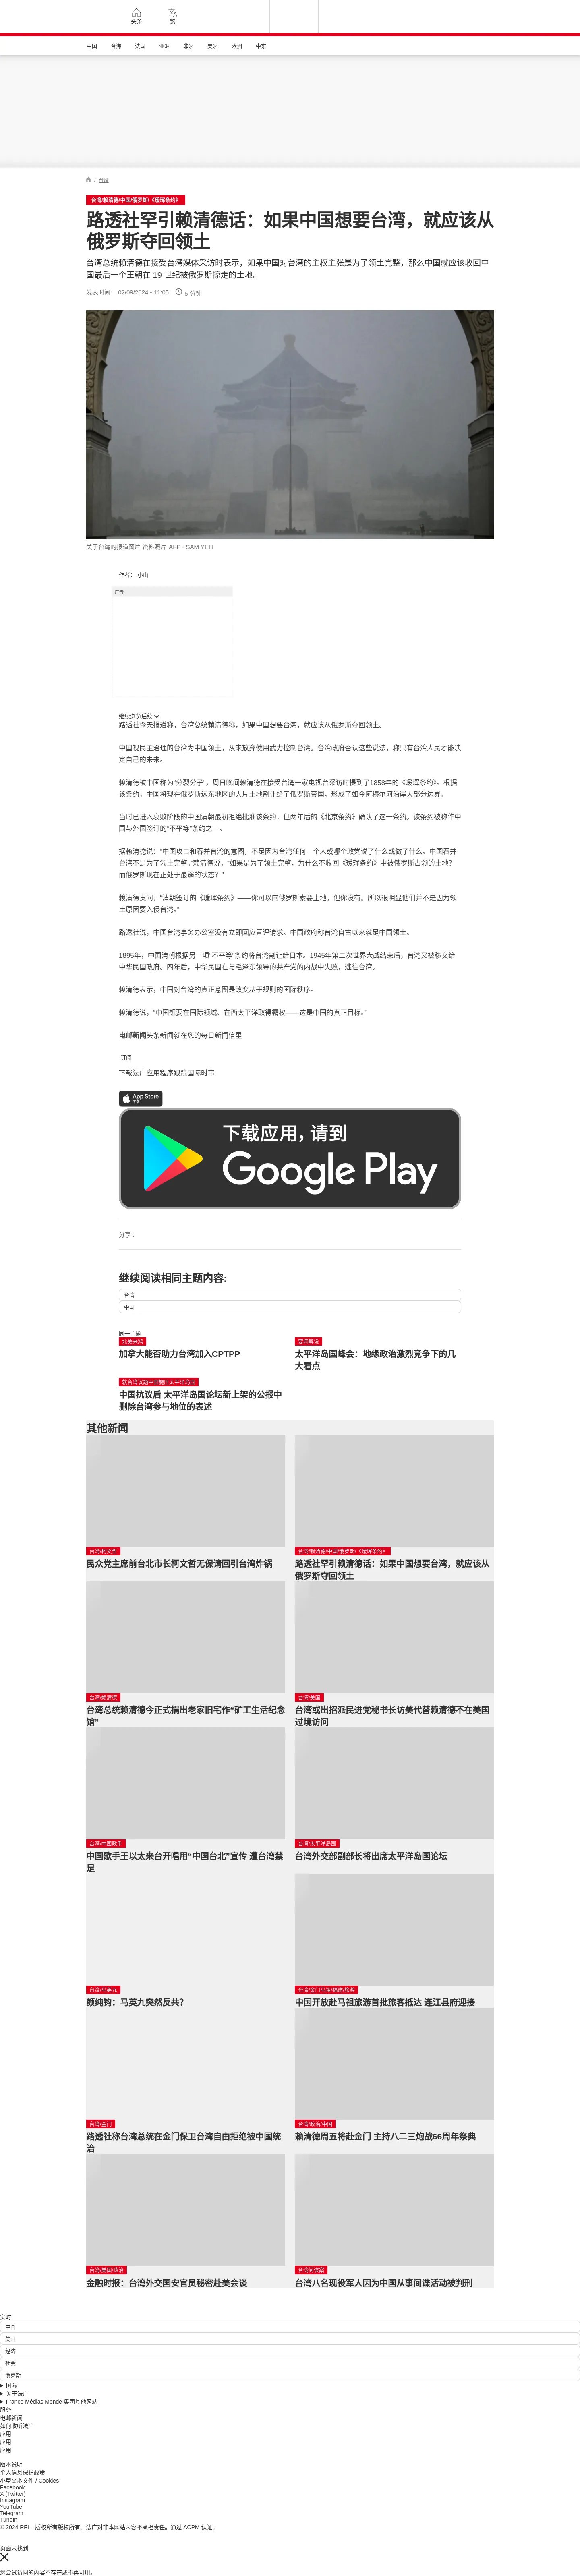 头条
繁
中国
台海
法国
亚洲
非洲
美洲
欧洲
中东
/ 台湾
台湾/赖清德/中国/俄罗斯/《瑷珲条约》
路透社罕引赖清德话：如果中国想要台湾，就应该从
俄罗斯夺回领土
台湾总统赖清德在接受台湾媒体采访时表示，如果中国对台湾的主权主张是为了领土完整，那么中国就应该收回中
国最后一个王朝在 19 世纪被俄罗斯掠走的土地。
发表时间： 02/09/2024 - 11:05 5 分钟
关于台湾的报道图片 资料照片 AFP - SAM YEH
作者： 小山
广告
继续浏览后续
路透社今天报道称，台湾总统赖清德称，如果中国想要台湾，就应该从俄罗斯夺回领土。
中国视民主治理的台湾为中国领土，从未放弃使用武力控制台湾。台湾政府否认这些说法，称只有台湾人民才能决
定自己的未来。
赖清德被中国称为“分裂分子”，周日晚间赖清德在接受台湾一家电视台采访时提到了1858年的《瑷珲条约》。根据
该条约，中国将现在俄罗斯远东地区的大片土地割让给了俄罗斯帝国，形成了如今阿穆尔河沿岸大部分边界。
当时已进入衰败阶段的中国清朝最初拒绝批准该条约，但两年后的《北京条约》确认了这一条约。该条约被称作中
国与外国签订的“不平等”条约之一。
据赖清德说：“中国攻击和吞并台湾的意图，不是因为台湾任何一个人或哪个政党说了什么或做了什么。中国吞并
台湾不是为了领土完整。”赖清德说，“如果是为了领土完整，为什么不收回《瑷珲条约》中被俄罗斯占领的土地？
而俄罗斯现在正处于最弱的状态？ ”
赖清德责问，“清朝签订的《瑷珲条约》——你可以向俄罗斯索要土地，但你没有。所以很明显他们并不是因为领
土原因要入侵台湾。”
路透社说，中国台湾事务办公室没有立即回应置评请求。中国政府称台湾自古以来就是中国领土。
1895年，中国清朝根据另一项“不平等”条约将台湾割让给日本。1945年第二次世界大战结束后，台湾又被移交给
中华民国政府。四年后，中华民国在与毛泽东领导的共产党的内战中失败，逃往台湾。
赖清德表示，中国对台湾的真正意图是改变基于规则的国际秩序。
赖清德说，“中国想要在国际领域、在西太平洋取得霸权——这是中国的真正目标。”
电邮新闻头条新闻就在您的每日新闻信里
订阅
下载法广应用程序跟踪国际时事
App Store
下载
下载应用，请到
Google Play
分享 :
继续阅读相同主题内容:
台湾
中国
同一主题
北美来鸿
加拿大能否助力台湾加入CPTPP
要闻解说
太平洋岛国峰会：地缘政治激烈竞争下的几
大看点
就台湾议题中国施压太平洋岛国
中国抗议后 太平洋岛国论坛新上架的公报中
删除台湾参与地位的表述
其他新闻
台湾/柯文哲
民众党主席前台北市长柯文哲无保请回引台湾炸锅
台湾/赖清德/中国/俄罗斯/《瑷珲条约》
路透社罕引赖清德话：如果中国想要台湾，就应该从
俄罗斯夺回领土
台湾/赖清德
台湾总统赖清德今正式捐出老家旧宅作“矿工生活纪念
馆”
台湾/美国
台湾或出招派民进党秘书长访美代替赖清德不在美国
过境访问
台湾/中国歌手
中国歌手王以太来台开唱用“中国台北”宣传 遭台湾禁
足
台湾/太平洋岛国
台湾外交部副部长将出席太平洋岛国论坛
台湾/马英九
颜纯钩：马英九突然反共？
台湾/金门马祖/福建/旅游
中国开放赴马祖旅游首批旅客抵达 连江县府迎接
台湾/金门
路透社称台湾总统在金门保卫台湾自由拒绝被中国统
治
台湾/政治/中国
赖清德周五将赴金门 主持八二三炮战66周年祭典
台湾/美国/政治
金融时报：台湾外交国安官员秘密赴美会谈
台湾间谍案
台湾八名现役军人因为中国从事间谍活动被判刑
实时
中国
美国
经济
社会
俄罗斯
国际
关于法广
France Médias Monde 集团其他网站
服务
电邮新闻
如何收听法广
应用
应用
应用
版本说明
个人信息保护政策
小型文本文件 / Cookies
Facebook
X (Twitter)
Instagram
YouTube
Telegram
TuneIn
© 2024 RFI – 版权所有版权所有。法广对非本网站内容不承担责任。通过 ACPM 认证。
页面未找到
您尝试访问的内容不存在或不再可用。